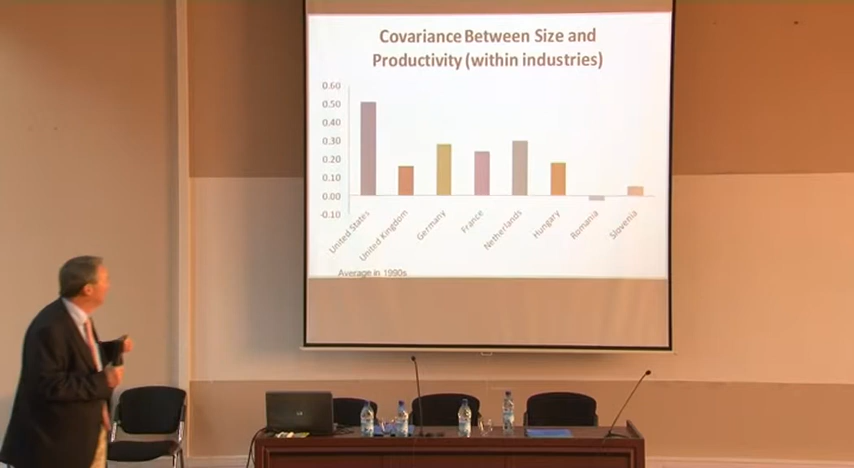 Covariance Between Size and
Productivity (within industries)
0.60
0.50
0.40
0.30
0.20
0.10
0.00
-0.10
United States
United Kingdom
Germany
France
Netherlands
Hungary
Romania
Slovenia
Average in 1990s